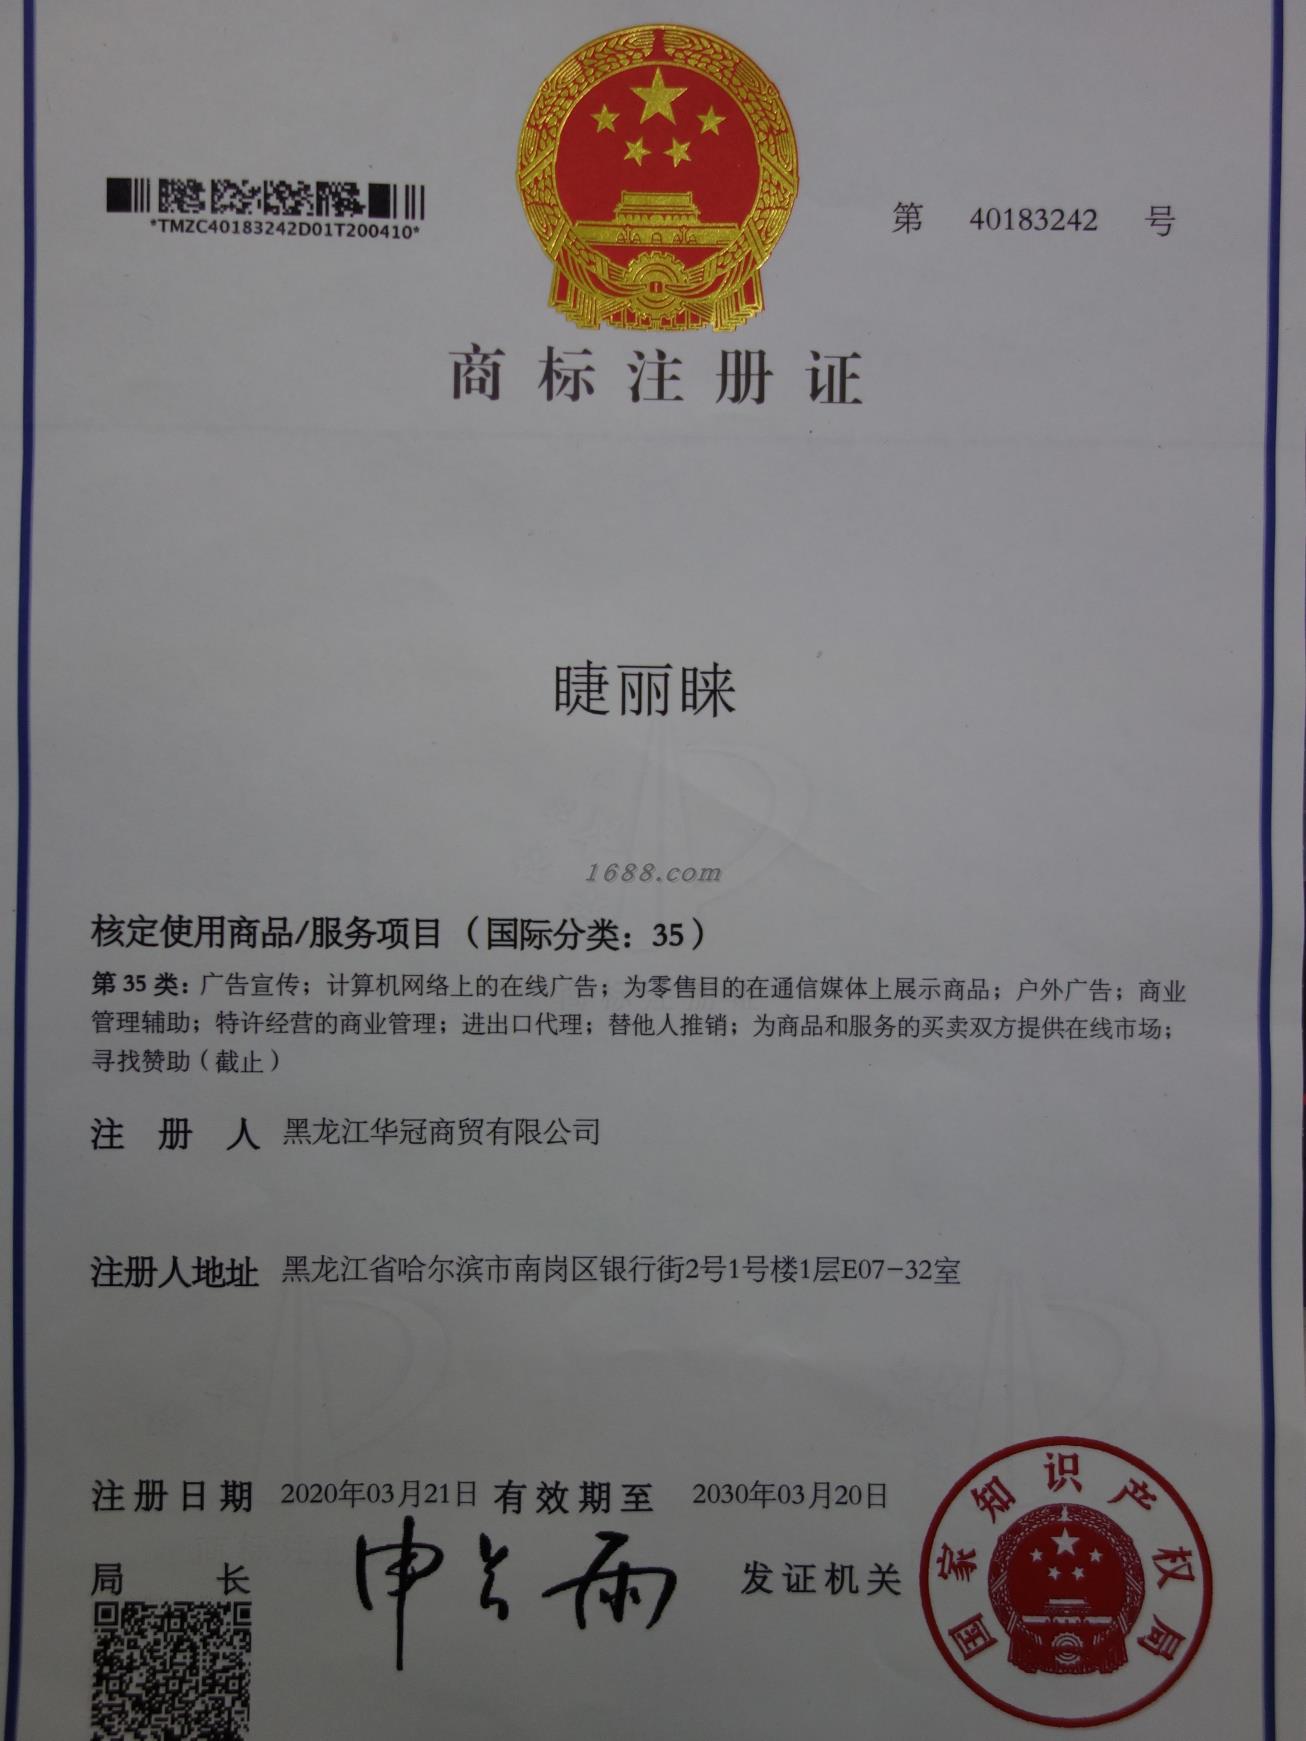 *TMZC40183242D01T200410*
第 40183242 号
商标注册证
睫丽睐
1688.com
核定使用商品/服务项目（国际分类：35）
第 35 类：广告宣传；计算机网络上的在线广告；为零售目的在通信媒体上展示商品；户外广告；商业
管理辅助；特许经营的商业管理；进出口代理；替他人推销；为商品和服务的买卖双方提供在线市场；
寻找赞助（截止）
注 册 人 黑龙江华冠商贸有限公司
注册人地址 黑龙江省哈尔滨市南岗区银行街2号1号楼1层E07-32室
注册日期 2020年03月21日 有效期至 2030年03月20日
局 长 申长雨 发证机关
国家知识产权局